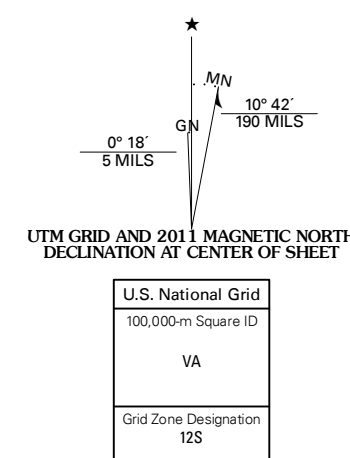 ★
MN
GN
10° 42´
190 MILS
0° 18´
5 MILS
UTM GRID AND 2011 MAGNETIC NORTH
DECLINATION AT CENTER OF SHEET
U.S. National Grid
100,000-m Square ID
VA
Grid Zone Designation
12S